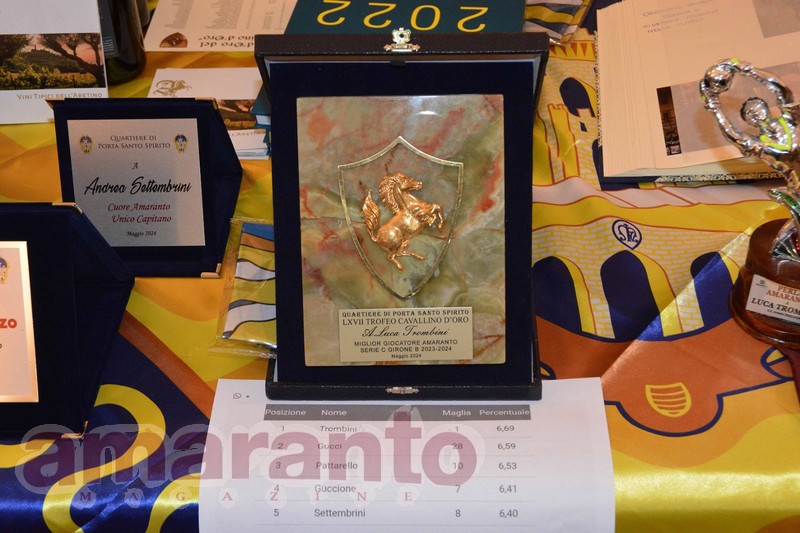 2022
VINI TIPICI DELL'ARETINO
QUARTIERE DI
PORTA SANTO SPIRITO
A
Andrea Settembrini
Cuore Amaranto
Unico Capitano
Maggio 2024
QUARTIERE DI PORTA SANTO SPIRITO
LXVII TROFEO CAVALLINO D'ORO
A Luca Trombini
MIGLIOR GIOCATORE AMARANTO
SERIE C GIRONE B 2023-2024
Maggio 2024
AMARAN
LUCA TROM
Posizione Nome Maglia Percentuale
1 Trombini 1 6,69
2 Gucci 28 6,59
3 Pattarello 10 6,53
4 Guccione 7 6,41
5 Settembrini 8 6,40
amaranto
MAGAZINE